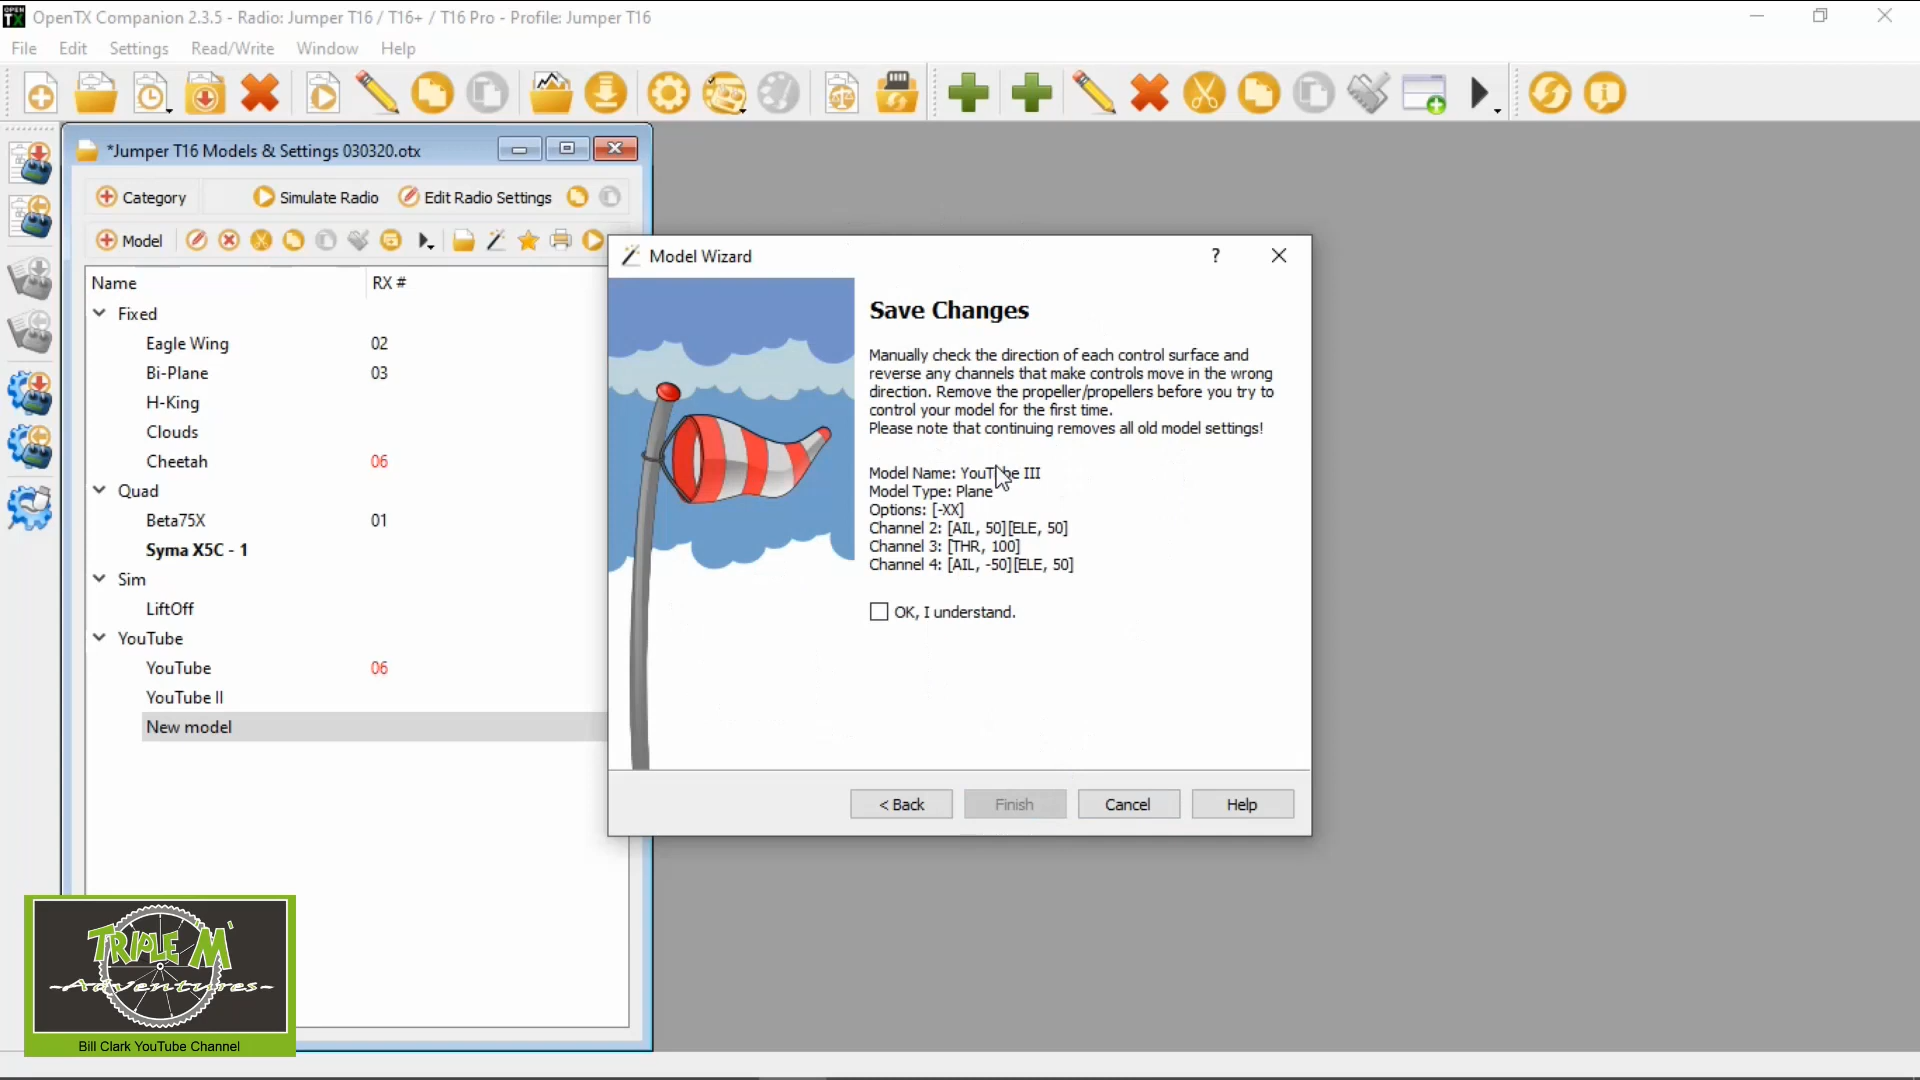 OpenTX Companion 2.3.5 - Radio: Jumper T16 / T16+ / T16 Pro - Profile: Jumper T16
File Edit Settings Read/Write Window Help
*Jumper T16 Models & Settings 030320.otx
Category Simulate Radio Edit Radio Settings
Model
Name RX #
Fixed
Eagle Wing 02
Bi-Plane 03
H-King
Clouds
Cheetah 06
Quad
Beta75X 01
Syma X5C - 1
Sim
LiftOff
YouTube
YouTube 06
YouTube II
New model
Model Wizard ?
Save Changes
Manually check the direction of each control surface and
reverse any channels that make controls move in the wrong
direction. Remove the propeller/propellers before you try to
control your model for the first time.
Please note that continuing removes all old model settings!
Model Name: YouTube III
Model Type: Plane
Options: [-XX]
Channel 2: [AIL, 50][ELE, 50]
Channel 3: [THR, 100]
Channel 4: [AIL, -50][ELE, 50]
OK, I understand.
< Back Finish Cancel Help
TRIPLE M
-Adventures-
Bill Clark YouTube Channel